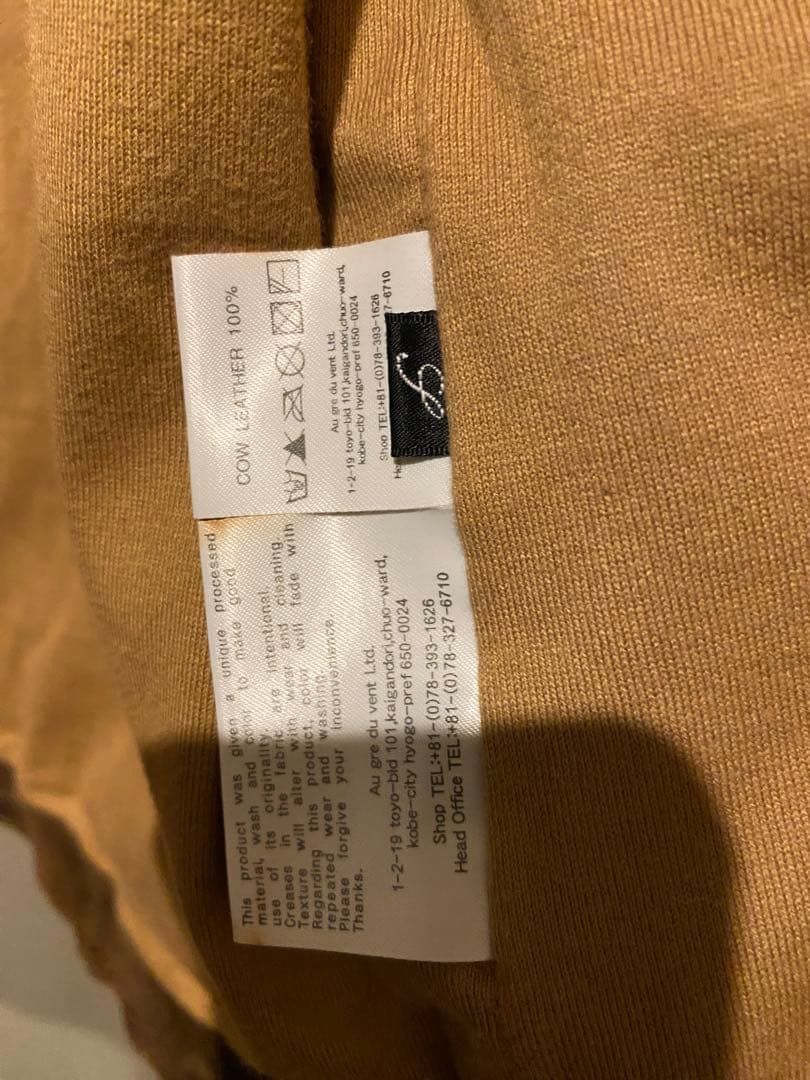 COW LEATHER 100%
Au gre du vent Ltd.
1-2-19 toyo-bld 101,kaigandori,chuo-ward,
kobe-city hyogo-pref 650-0024
Shop TEL:+81-(0)78-393-1626
He 7-6710
S
This product was given a unique processed
material, wash and color to make good
use of its originality.
Creases in the fabric are intentional.
Texture will alter with wear and cleaning.
Regarding this product, color will fade with
repeated wear and washing.
Please forgive your inconvenience.
Thanks.
Au gre du vent Ltd.
1-2-19 toyo-bld 101,kaigandori,chuo-ward,
kobe-city hyogo-pref 650-0024
Shop TEL:+81-(0)78-393-1626
Head Office TEL:+81-(0)78-327-6710